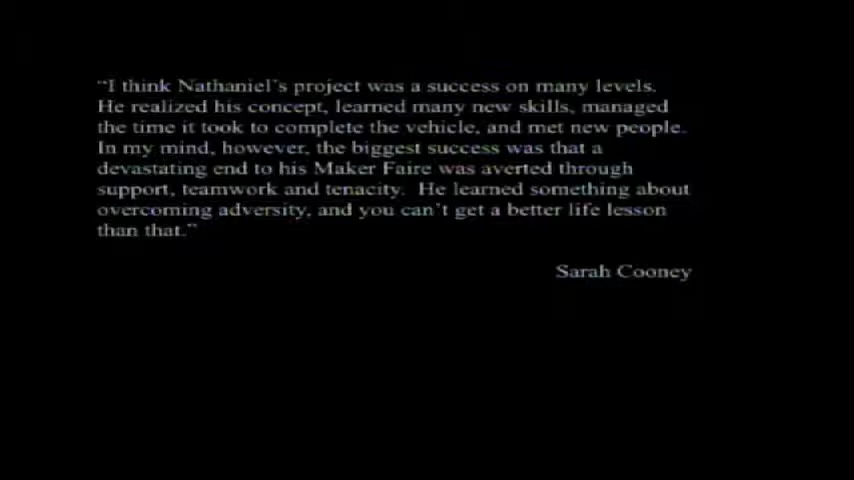 “I think Nathaniel’s project was a success on many levels.
He realized his concept, learned many new skills, managed
the time it took to complete the vehicle, and met new people.
In my mind, however, the biggest success was that a
devastating end to his Maker Faire was averted through
support, teamwork and tenacity.  He learned something about
overcoming adversity, and you can’t get a better life lesson
than that.”
Sarah Cooney